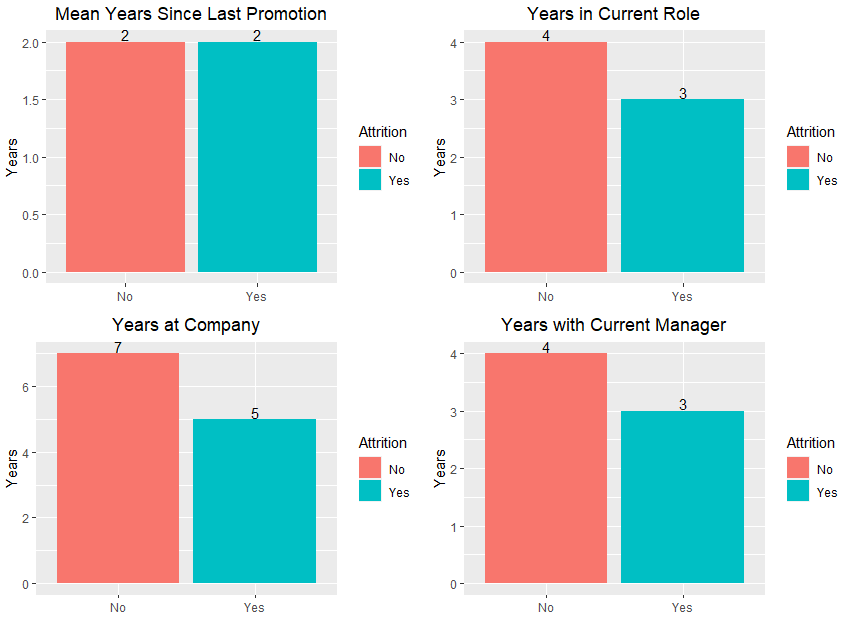 Mean Years Since Last Promotion
2 2
2.0
1.5
1.0
0.5
0.0
Years
No Yes
Attrition
No
Yes
Years in Current Role
4
3
4
3
2
1
0
Years
No Yes
Attrition
No
Yes
Years at Company
7
5
6
4
2
0
Years
No Yes
Attrition
No
Yes
Years with Current Manager
4
3
4
3
2
1
0
Years
No Yes
Attrition
No
Yes